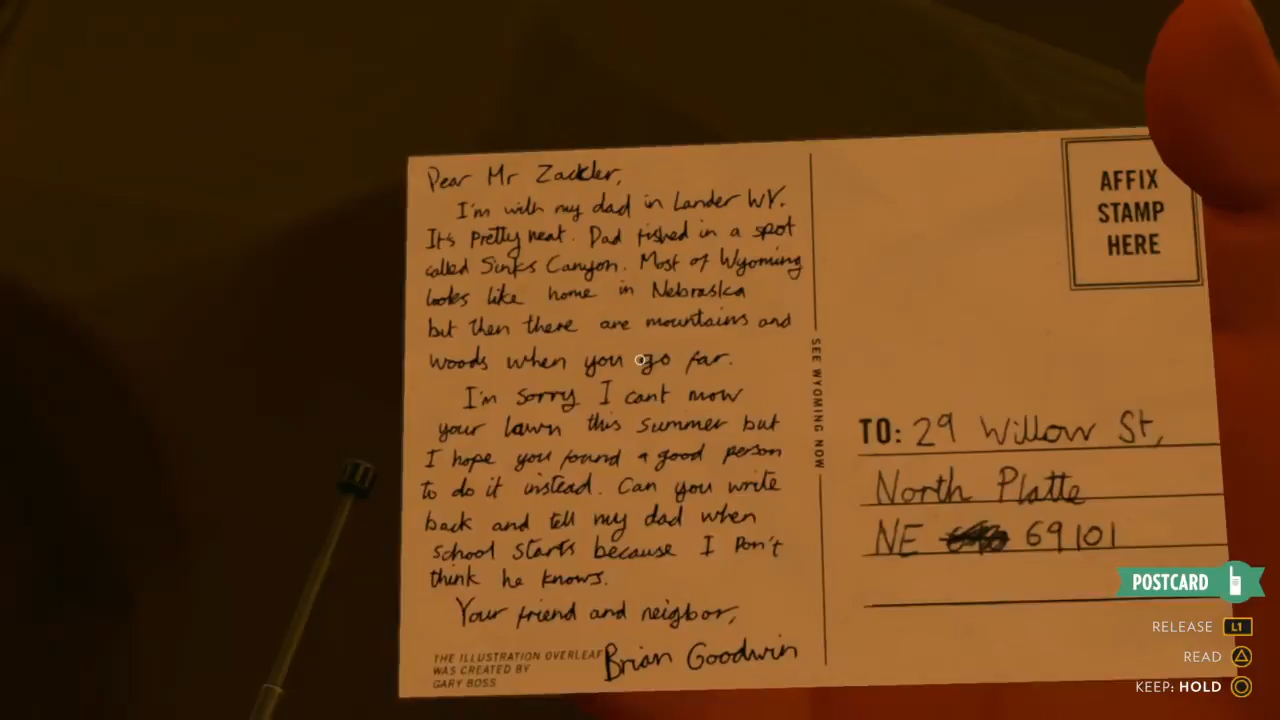 Dear Mr Zackler,
I'm with my dad in Lander WY.
It's Pretty neat. Dad fished in a spot
called Sinks Canyon. Most of Wyoming
looks like home in Nebraska
but then there are mountains and
woods when you go far.
I'm sorry I cant mow
your lawn this summer but
I hope you found a good person
to do it instead. Can you write
back and tell my dad when
school starts because I Don't
think he knows.
Your friend and neigbor,
Brian Goodwin
THE ILLUSTRATION OVERLEAF
WAS CREATED BY
GARY BOSS
SEE WYOMING NOW
AFFIX
STAMP
HERE
TO: 29 Willow St,
North Platte
NE 69101
POSTCARD
RELEASE L1
READ
KEEP: HOLD